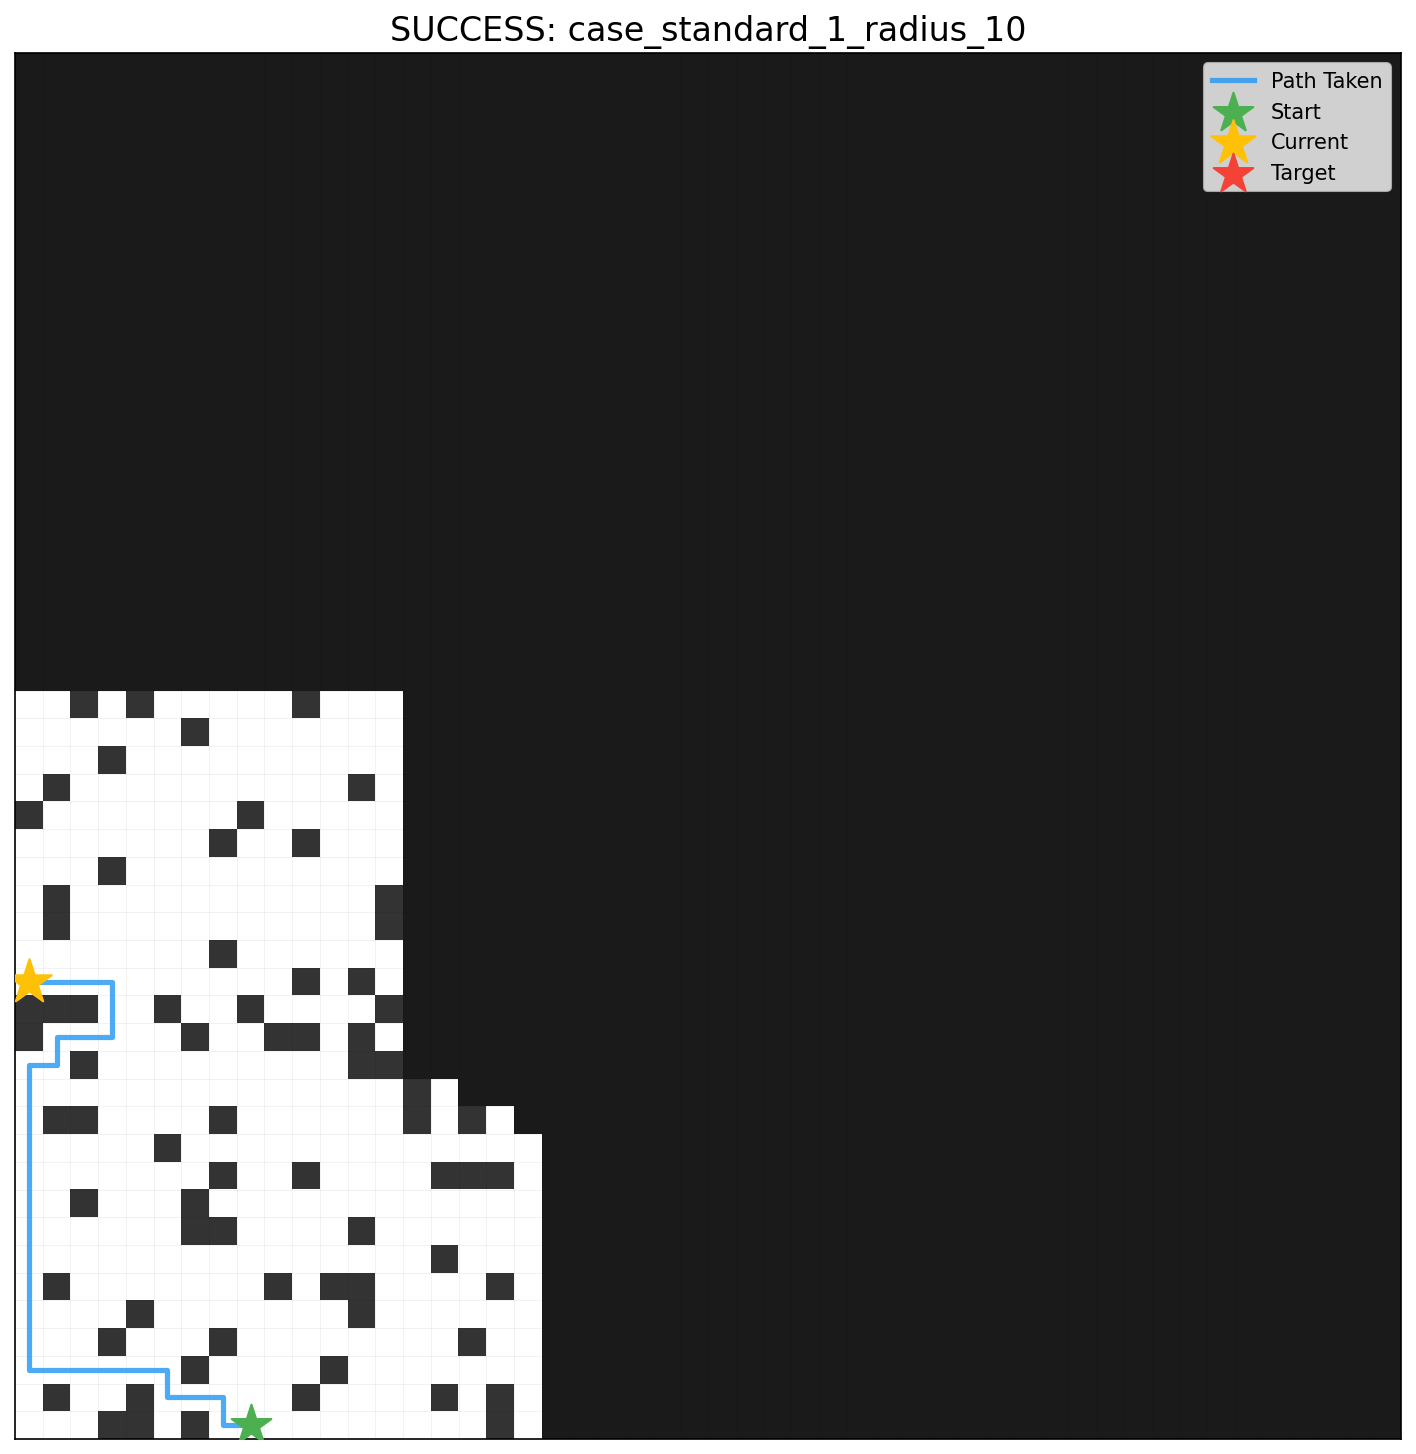 SUCCESS: case_standard_1_radius_10
Path Taken
Start
Current
Target